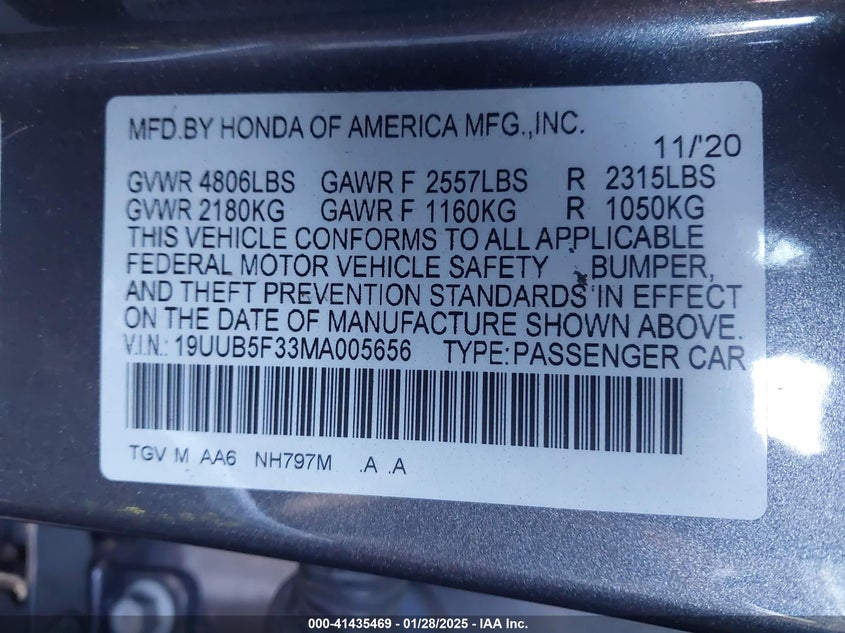 MFD.BY HONDA OF AMERICA MFG.,INC.
11/'20
GVWR 4806LBS GAWR F 2557LBS R 2315LBS
GVWR 2180KG GAWR F 1160KG R 1050KG
THIS VEHICLE CONFORMS TO ALL APPLICABLE
FEDERAL MOTOR VEHICLE SAFETY , BUMPER,
AND THEFT PREVENTION STANDARDS IN EFFECT
ON THE DATE OF MANUFACTURE SHOWN ABOVE.
V.I.N.: 19UUB5F33MA005656 TYPE:PASSENGER CAR
TGV M AA6 NH797M .A .A
000-41435469 - 01/28/2025 - IAA Inc.